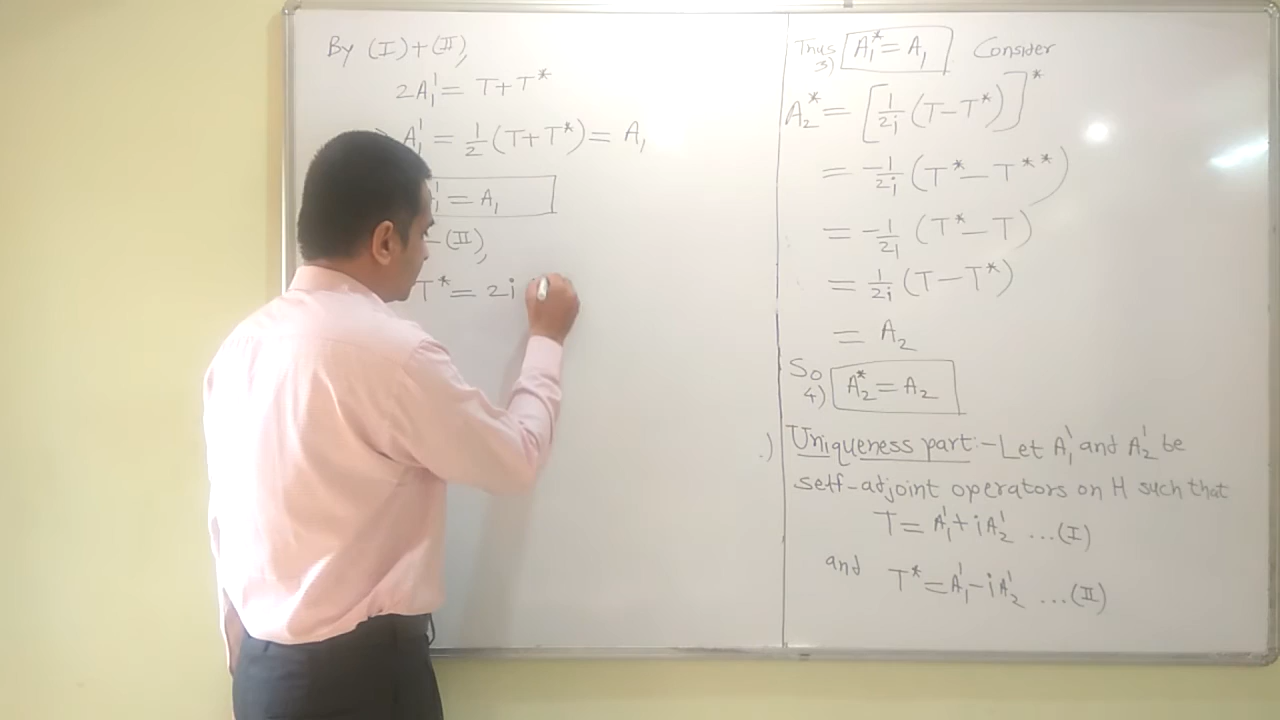 By (I)+(II),
2A₁' = T+T*
A₁' = 1/2 (T+T*) = A₁
' = A₁
-(II),
T* = 2i
Thus
3) A₁* = A₁ Consider
A₂* = [1/2i (T-T*)]*
= -1/2i (T*-T**)
= -1/2i (T*-T)
= 1/2i (T-T*)
= A₂
So
4) A₂* = A₂
.) Uniqueness part:- Let A₁' and A₂' be
self-adjoint operators on H such that
T = A₁'+iA₂' ...(I)
and T* = A₁'-iA₂' ...(II)